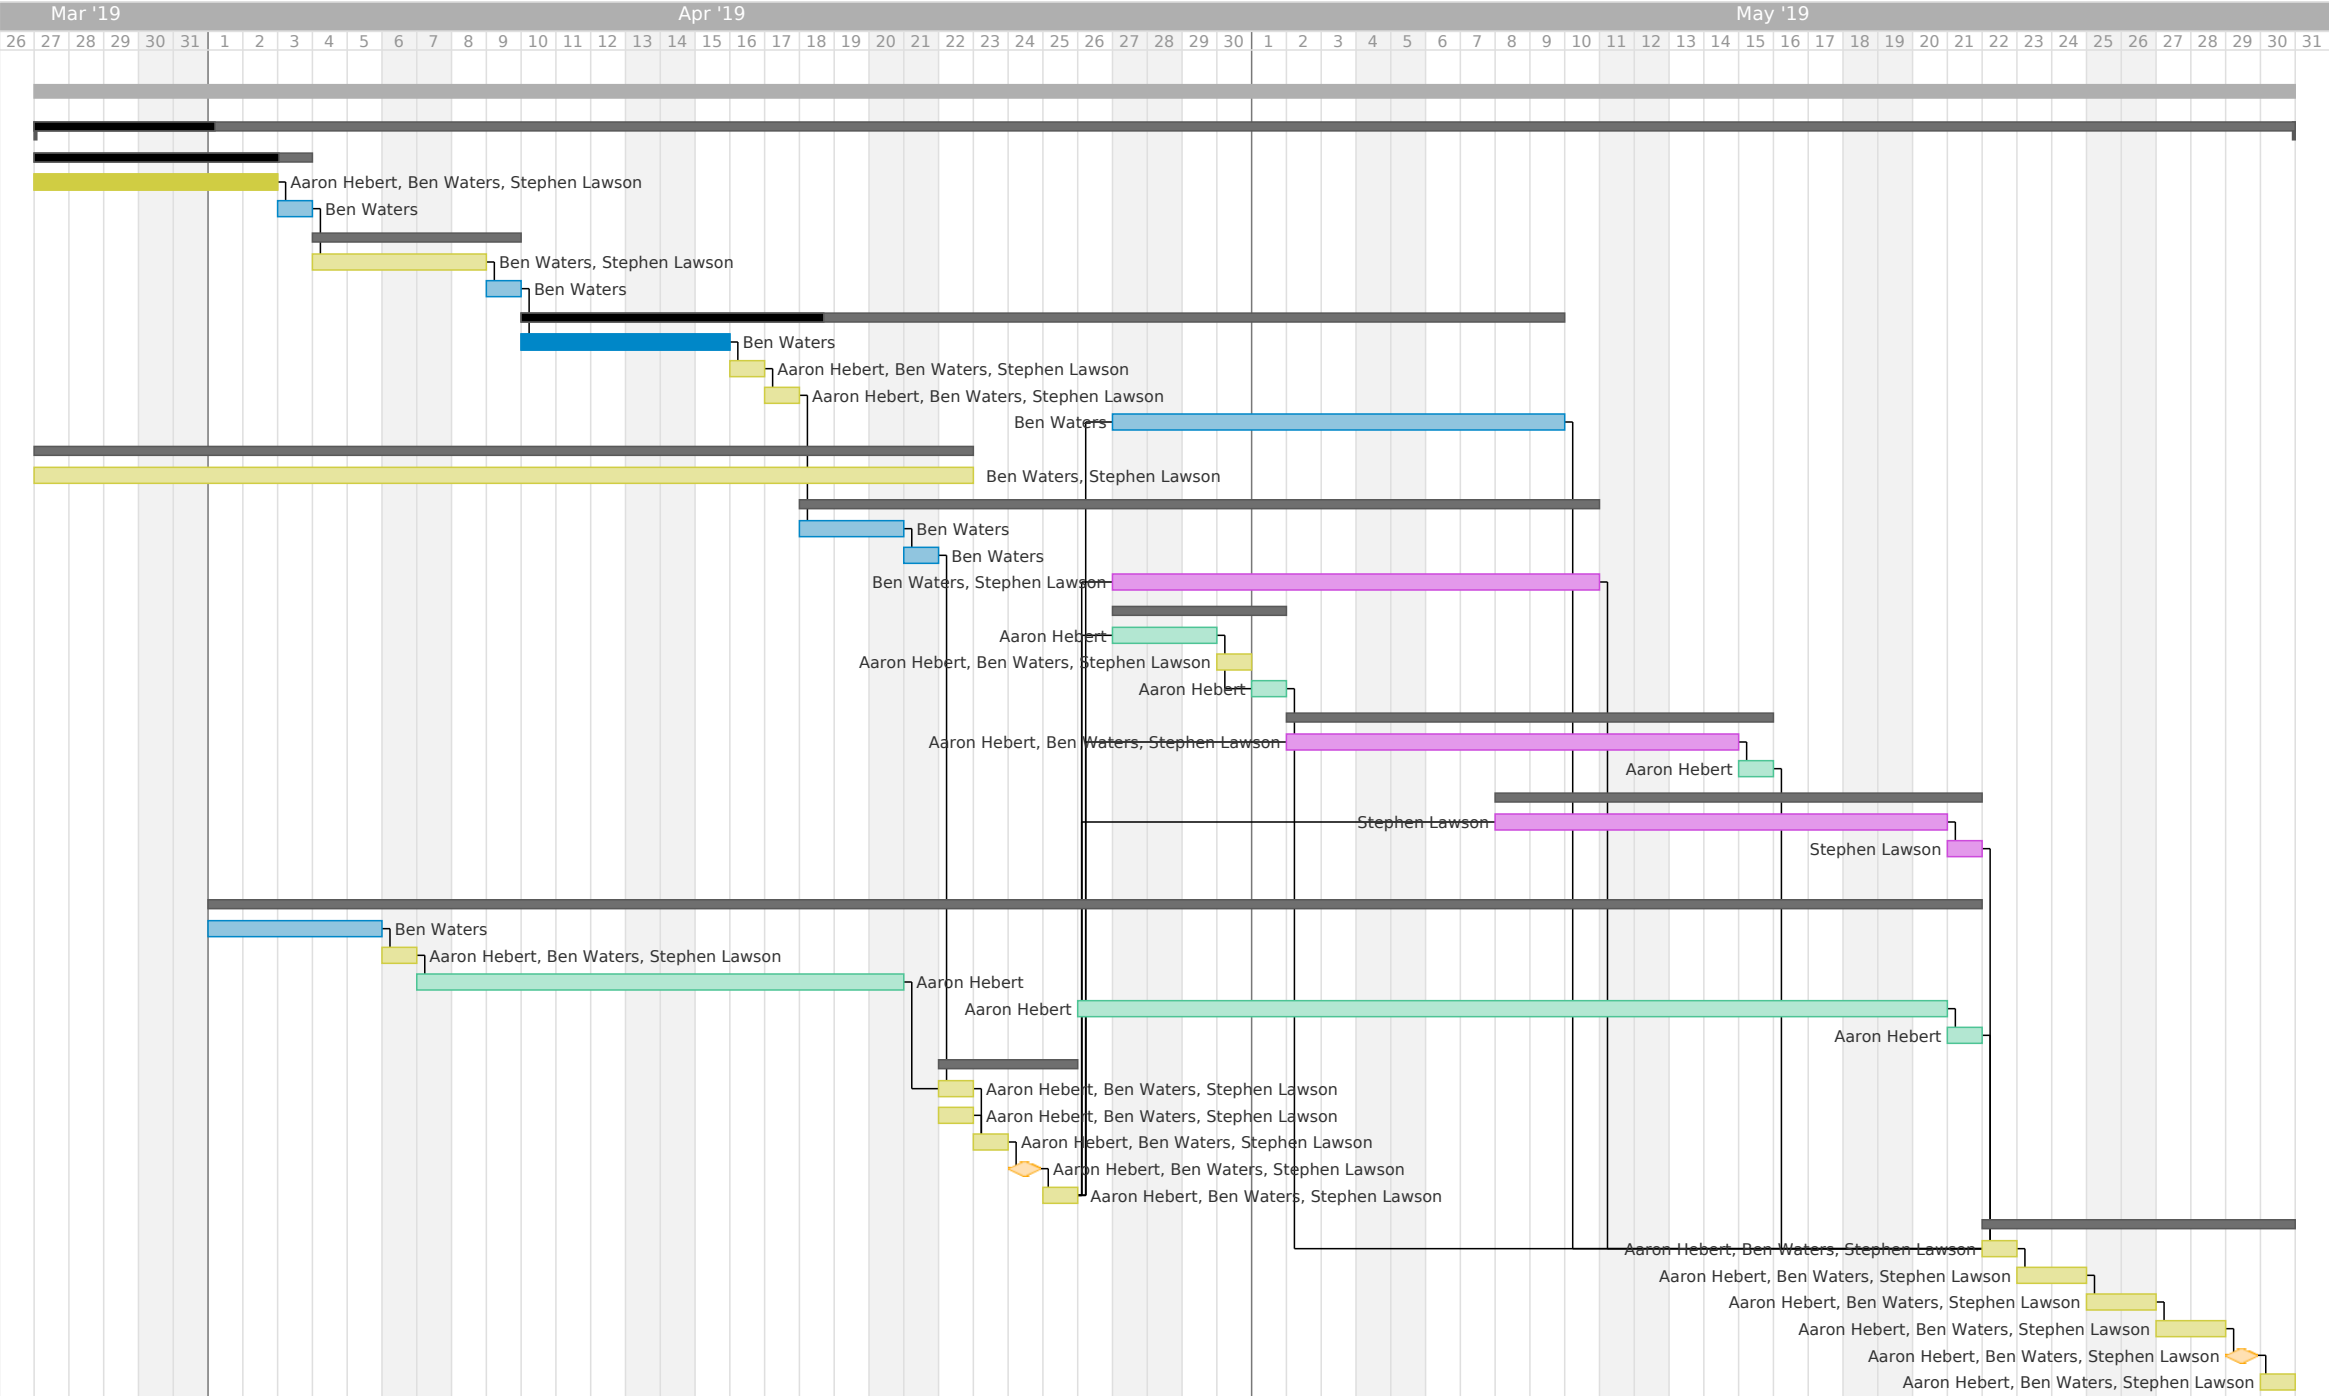 Mar '19 Apr '19 May '19
26 27 28 29 30 31 1 2 3 4 5 6 7 8 9 10 11 12 13 14 15 16 17 18 19 20 21 22 23 24 25 26 27 28 29 30 1 2 3 4 5 6 7 8 9 10 11 12 13 14 15 16 17 18 19 20 21 22 23 24 25 26 27 28 29 30 31
Aaron Hebert, Ben Waters, Stephen Lawson
Ben Waters
Ben Waters, Stephen Lawson
Ben Waters
Ben Waters
Aaron Hebert, Ben Waters, Stephen Lawson
Aaron Hebert, Ben Waters, Stephen Lawson
Ben Waters
Ben Waters, Stephen Lawson
Ben Waters
Ben Waters
Ben Waters, Stephen Lawson
Aaron Hebert
Aaron Hebert, Ben Waters, Stephen Lawson
Aaron Hebert
Aaron Hebert, Ben Waters, Stephen Lawson
Aaron Hebert
Stephen Lawson
Stephen Lawson
Ben Waters
Aaron Hebert, Ben Waters, Stephen Lawson
Aaron Hebert
Aaron Hebert
Aaron Hebert
Aaron Hebert, Ben Waters, Stephen Lawson
Aaron Hebert, Ben Waters, Stephen Lawson
Aaron Hebert, Ben Waters, Stephen Lawson
Aaron Hebert, Ben Waters, Stephen Lawson
Aaron Hebert, Ben Waters, Stephen Lawson
Aaron Hebert, Ben Waters, Stephen Lawson
Aaron Hebert, Ben Waters, Stephen Lawson
Aaron Hebert, Ben Waters, Stephen Lawson
Aaron Hebert, Ben Waters, Stephen Lawson
Aaron Hebert, Ben Waters, Stephen Lawson
Aaron Hebert, Ben Waters, Stephen Lawson